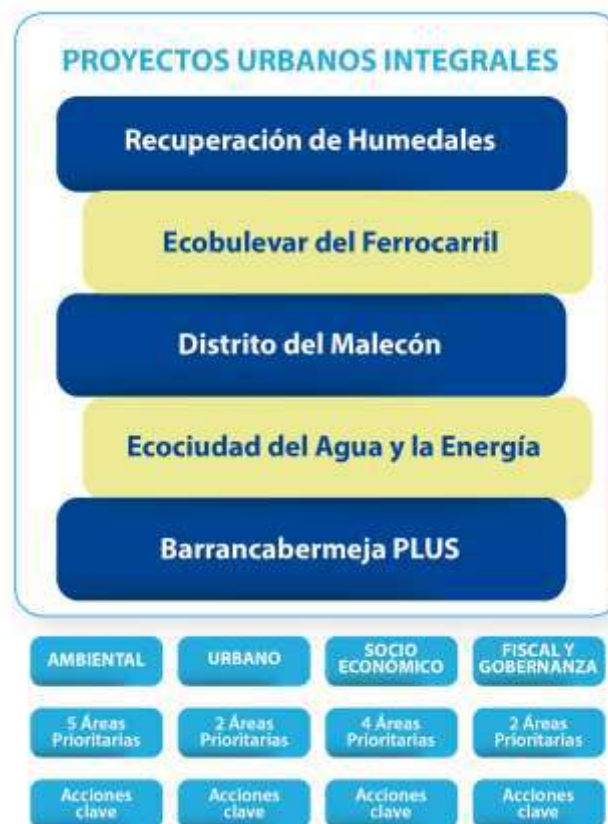 PROYECTOS URBANOS INTEGRALES
Recuperación de Humedales
Ecobulevar del Ferrocarril
Distrito del Malecón
Ecociudad del Agua y la Energía
Barrancabermeja PLUS
AMBIENTAL
URBANO
SOCIO
ECONÓMICO
FISCAL Y
GOBERNANZA
5 Áreas
Prioritarias
2 Áreas
Prioritarias
4 Áreas
Prioritarias
2 Áreas
Prioritarias
Acciones
clave
Acciones
clave
Acciones
clave
Acciones
clave